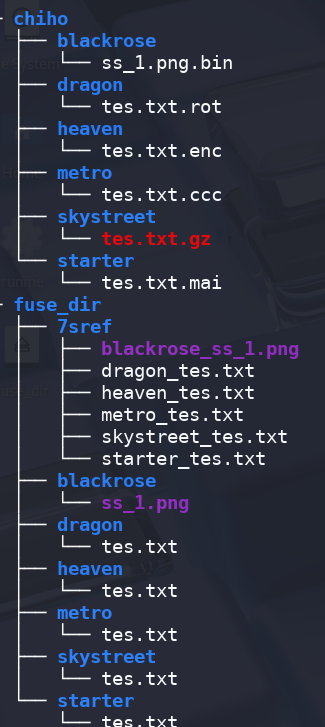 chiho
blackrose
ss_1.png.bin
dragon
tes.txt.rot
heaven
tes.txt.enc
metro
tes.txt.ccc
skystreet
tes.txt.gz
starter
tes.txt.mai
fuse_dir
7sref
blackrose_ss_1.png
dragon_tes.txt
heaven_tes.txt
metro_tes.txt
skystreet_tes.txt
starter_tes.txt
blackrose
ss_1.png
dragon
tes.txt
heaven
tes.txt
metro
tes.txt
skystreet
tes.txt
starter
tes.txt